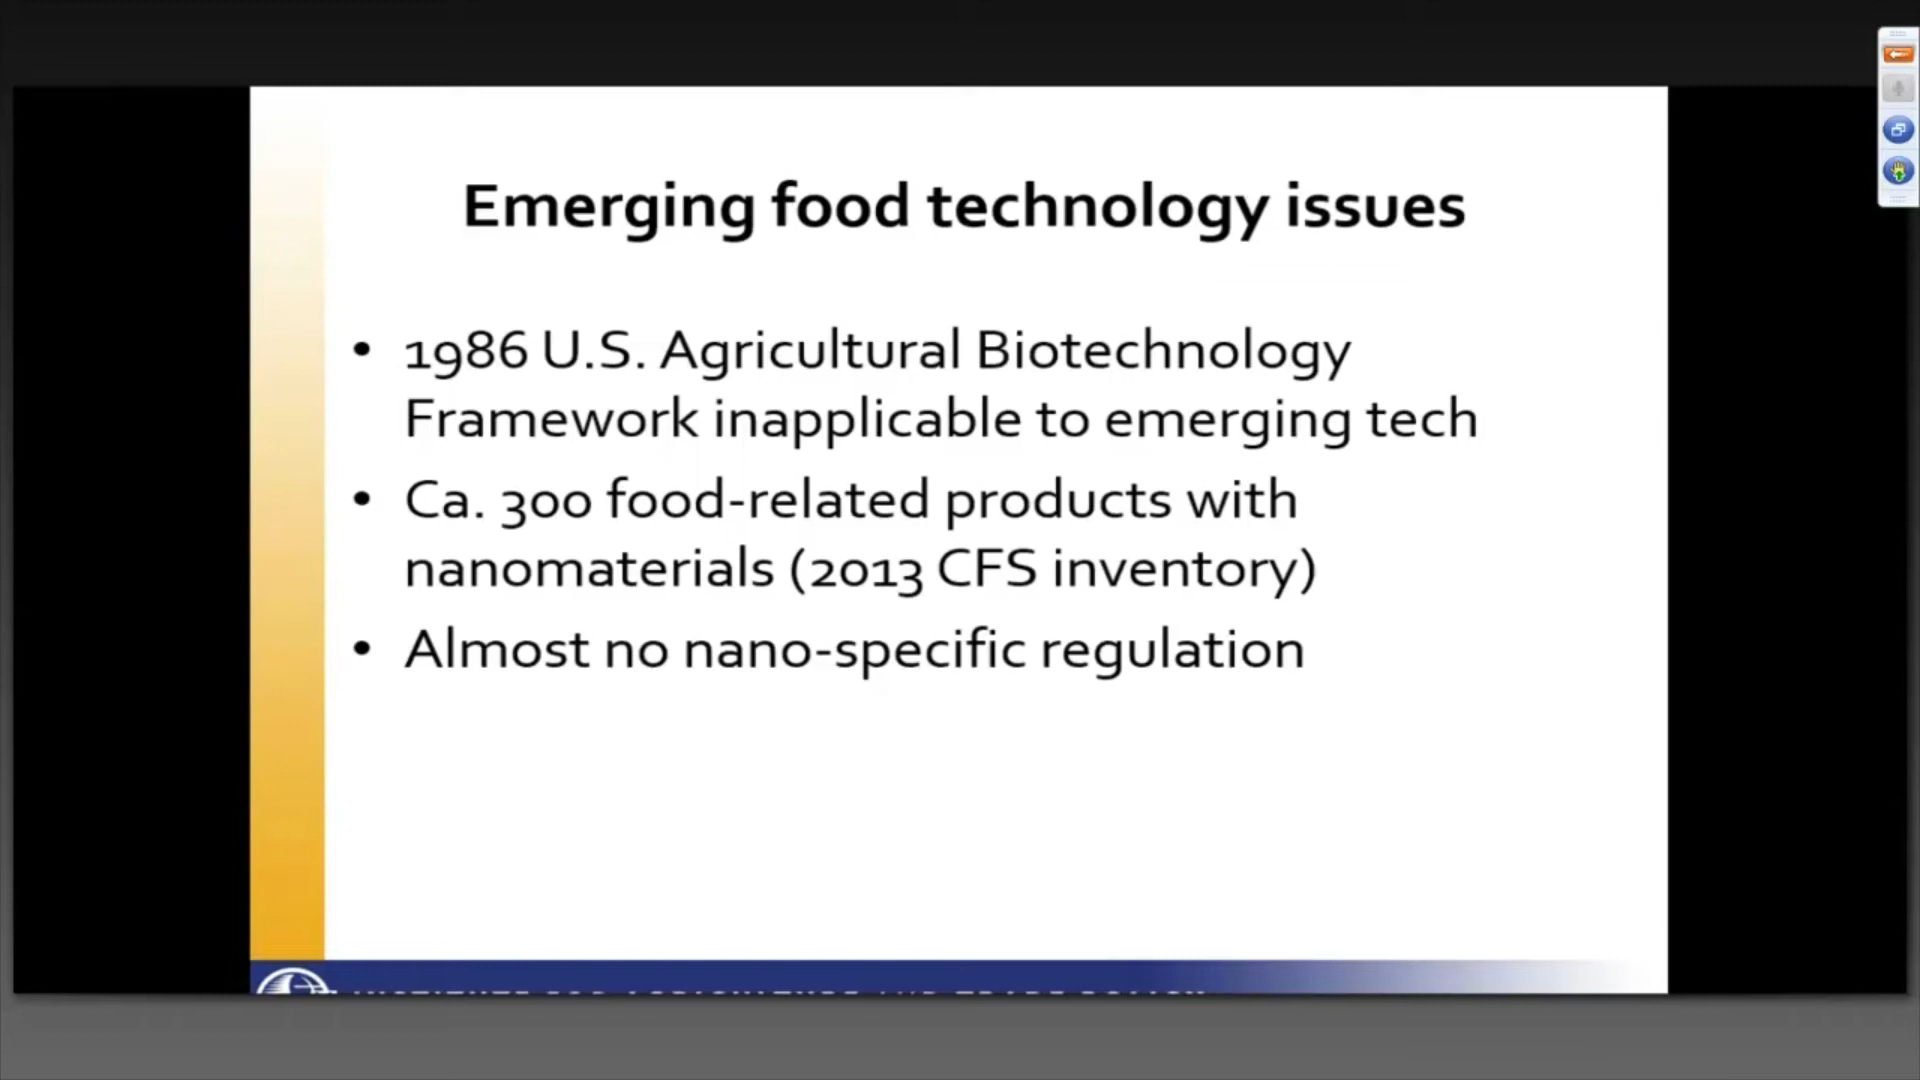 Emerging food technology issues
• 1986 U.S. Agricultural Biotechnology
Framework inapplicable to emerging tech
• Ca. 300 food-related products with
nanomaterials (2013 CFS inventory)
• Almost no nano-specific regulation